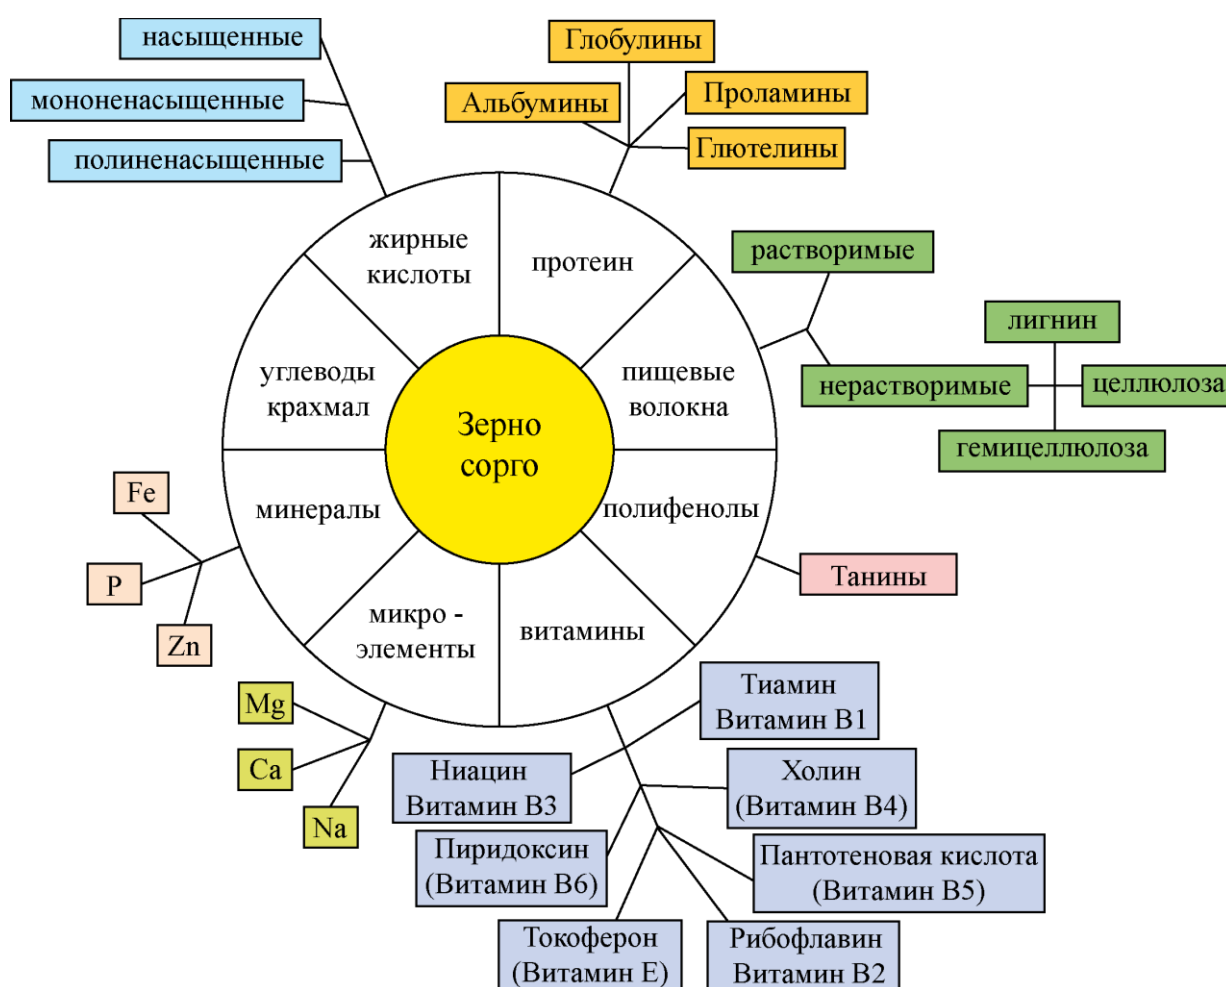 насыщенные
мононенасыщенные
полиненасыщенные
Глобулины
Альбумины
Проламины
Глютелины
жирные
кислоты
протеин
растворимые
лигнин
нерастворимые
целлюлоза
гемицеллюлоза
углеводы
крахмал
пищевые
волокна
Зерно
сорго
минералы
полифенолы
Fe
P
Zn
Танины
микро -
элементы
витамины
Mg
Ca
Na
Тиамин
Витамин В1
Ниацин
Витамин В3
Холин
(Витамин В4)
Пиридоксин
(Витамин В6)
Пантотеновая кислота
(Витамин В5)
Токоферон
(Витамин Е)
Рибофлавин
Витамин В2